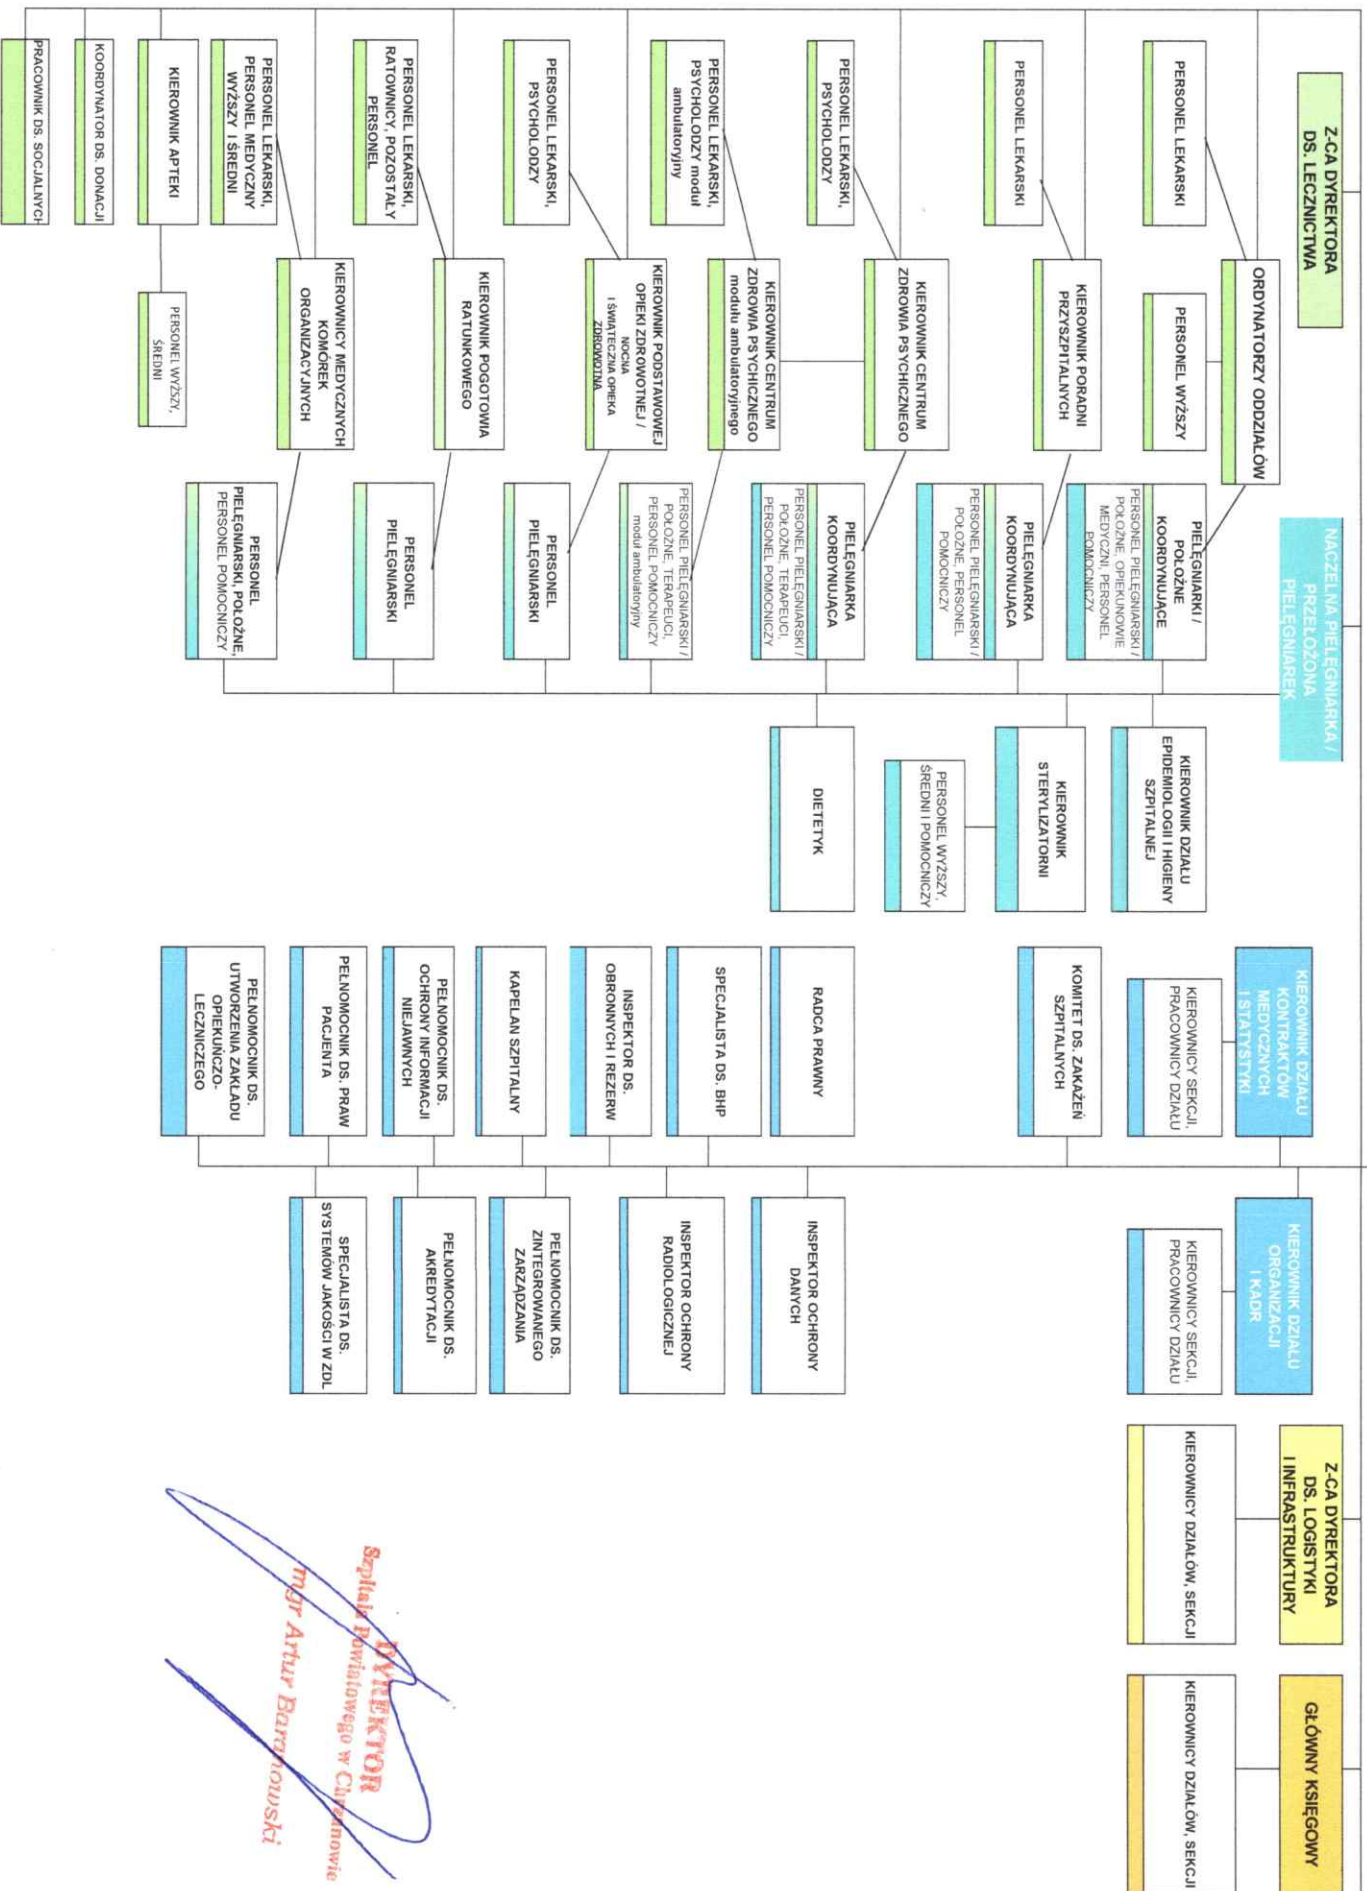 Z-CA DYREKTORA
DS. LECZNICTWA
NACZELNA PIELĘGNIARKA /
PRZEŁOŻONA
PIELĘGNIAREK
KIEROWNIK DZIAŁU
KONTRAKTÓW
MEDYCZNYCH
I STATYSTYKI
KIEROWNIK DZIAŁU
ORGANIZACJI
I KADR
Z-CA DYREKTORA
DS. LOGISTYKI
I INFRASTRUKTURY
GŁÓWNY KSIĘGOWY
PERSONEL LEKARSKI
ORDYNATORZY ODDZIAŁÓW
PERSONEL WYŻSZY
PIELĘGNIARKI /
POŁOŻNE
KOORDYNUJĄCE
PERSONEL PIELĘGNIARSKI /
POŁOŻNE, OPIEKUNOWIE
MEDYCZNI, PERSONEL
POMOCNICZY
KIEROWNIK DZIAŁU
EPIDEMIOLOGII I HIGIENY
SZPITALNEJ
KIEROWNICY SEKCJI,
PRACOWNICY DZIAŁU
KIEROWNICY SEKCJI,
PRACOWNICY DZIAŁU
KIEROWNICY DZIAŁÓW, SEKCJI
KIEROWNICY DZIAŁÓW, SEKCJI
PERSONEL LEKARSKI
KIEROWNIK PORADNI
PRZYSZPITALNYCH
PIELĘGNIARKA
KOORDYNUJĄCA
PERSONEL PIELĘGNIARSKI /
POŁOŻNE, PERSONEL
POMOCNICZY
KIEROWNIK
STERYLIZATORNI
PERSONEL WYŻSZY,
ŚREDNI I POMOCNICZY
KOMITET DS. ZAKAŻEŃ
SZPITALNYCH
PERSONEL LEKARSKI,
PSYCHOLODZY
KIEROWNIK CENTRUM
ZDROWIA PSYCHICZNEGO
PIELĘGNIARKA
KOORDYNUJĄCA
PERSONEL PIELĘGNIARSKI /
POŁOŻNE, TERAPEUCI,
PERSONEL POMOCNICZY
DIETETYK
RADCA PRAWNY
INSPEKTOR OCHRONY
DANYCH
PERSONEL LEKARSKI,
PSYCHOLODZY moduł
ambulatoryjny
KIEROWNIK CENTRUM
ZDROWIA PSYCHICZNEGO
modułu ambulatoryjnego
PERSONEL PIELĘGNIARSKI /
POŁOŻNE, TERAPEUCI,
PERSONEL POMOCNICZY
moduł ambulatoryjny
SPECJALISTA DS. BHP
INSPEKTOR OCHRONY
RADIOLOGICZNEJ
PERSONEL LEKARSKI,
PSYCHOLODZY
KIEROWNIK PODSTAWOWEJ
OPIEKI ZDROWOTNEJ /
NOCNA
I ŚWIĄTECZNA OPIEKA
ZDROWOTNA
PERSONEL
PIELĘGNIARSKI
INSPEKTOR DS.
OBRONNYCH I REZERW
PEŁNOMOCNIK DS.
ZINTEGROWANEGO
ZARZĄDZANIA
KAPELAN SZPITALNY
PERSONEL LEKARSKI,
RATOWNICY, POZOSTAŁY
PERSONEL
KIEROWNIK POGOTOWIA
RATUNKOWEGO
PERSONEL
PIELĘGNIARSKI
PEŁNOMOCNIK DS.
OCHRONY INFORMACJI
NIEJAWNYCH
PEŁNOMOCNIK DS.
AKREDYTACJI
PERSONEL LEKARSKI,
PERSONEL MEDYCZNY
WYŻSZY I ŚREDNI
KIEROWNICY MEDYCZNYCH
KOMÓREK
ORGANIZACYJNYCH
PERSONEL
PIELĘGNIARSKI, POŁOŻNE,
PERSONEL POMOCNICZY
PEŁNOMOCNIK DS. PRAW
PACJENTA
SPECJALISTA DS.
SYSTEMÓW JAKOŚCI W ZDL
KIEROWNIK APTEKI
PERSONEL WYŻSZY,
ŚREDNI
PEŁNOMOCNIK DS.
UTWORZENIA ZAKŁADU
OPIEKUŃCZO-
LECZNICZEGO
KOORDYNATOR DS. DONACJI
PRACOWNIK DS. SOCJALNYCH
DYREKTOR
Szpitala Powiatowego w Chrzanowie
mgr Artur Baranowski